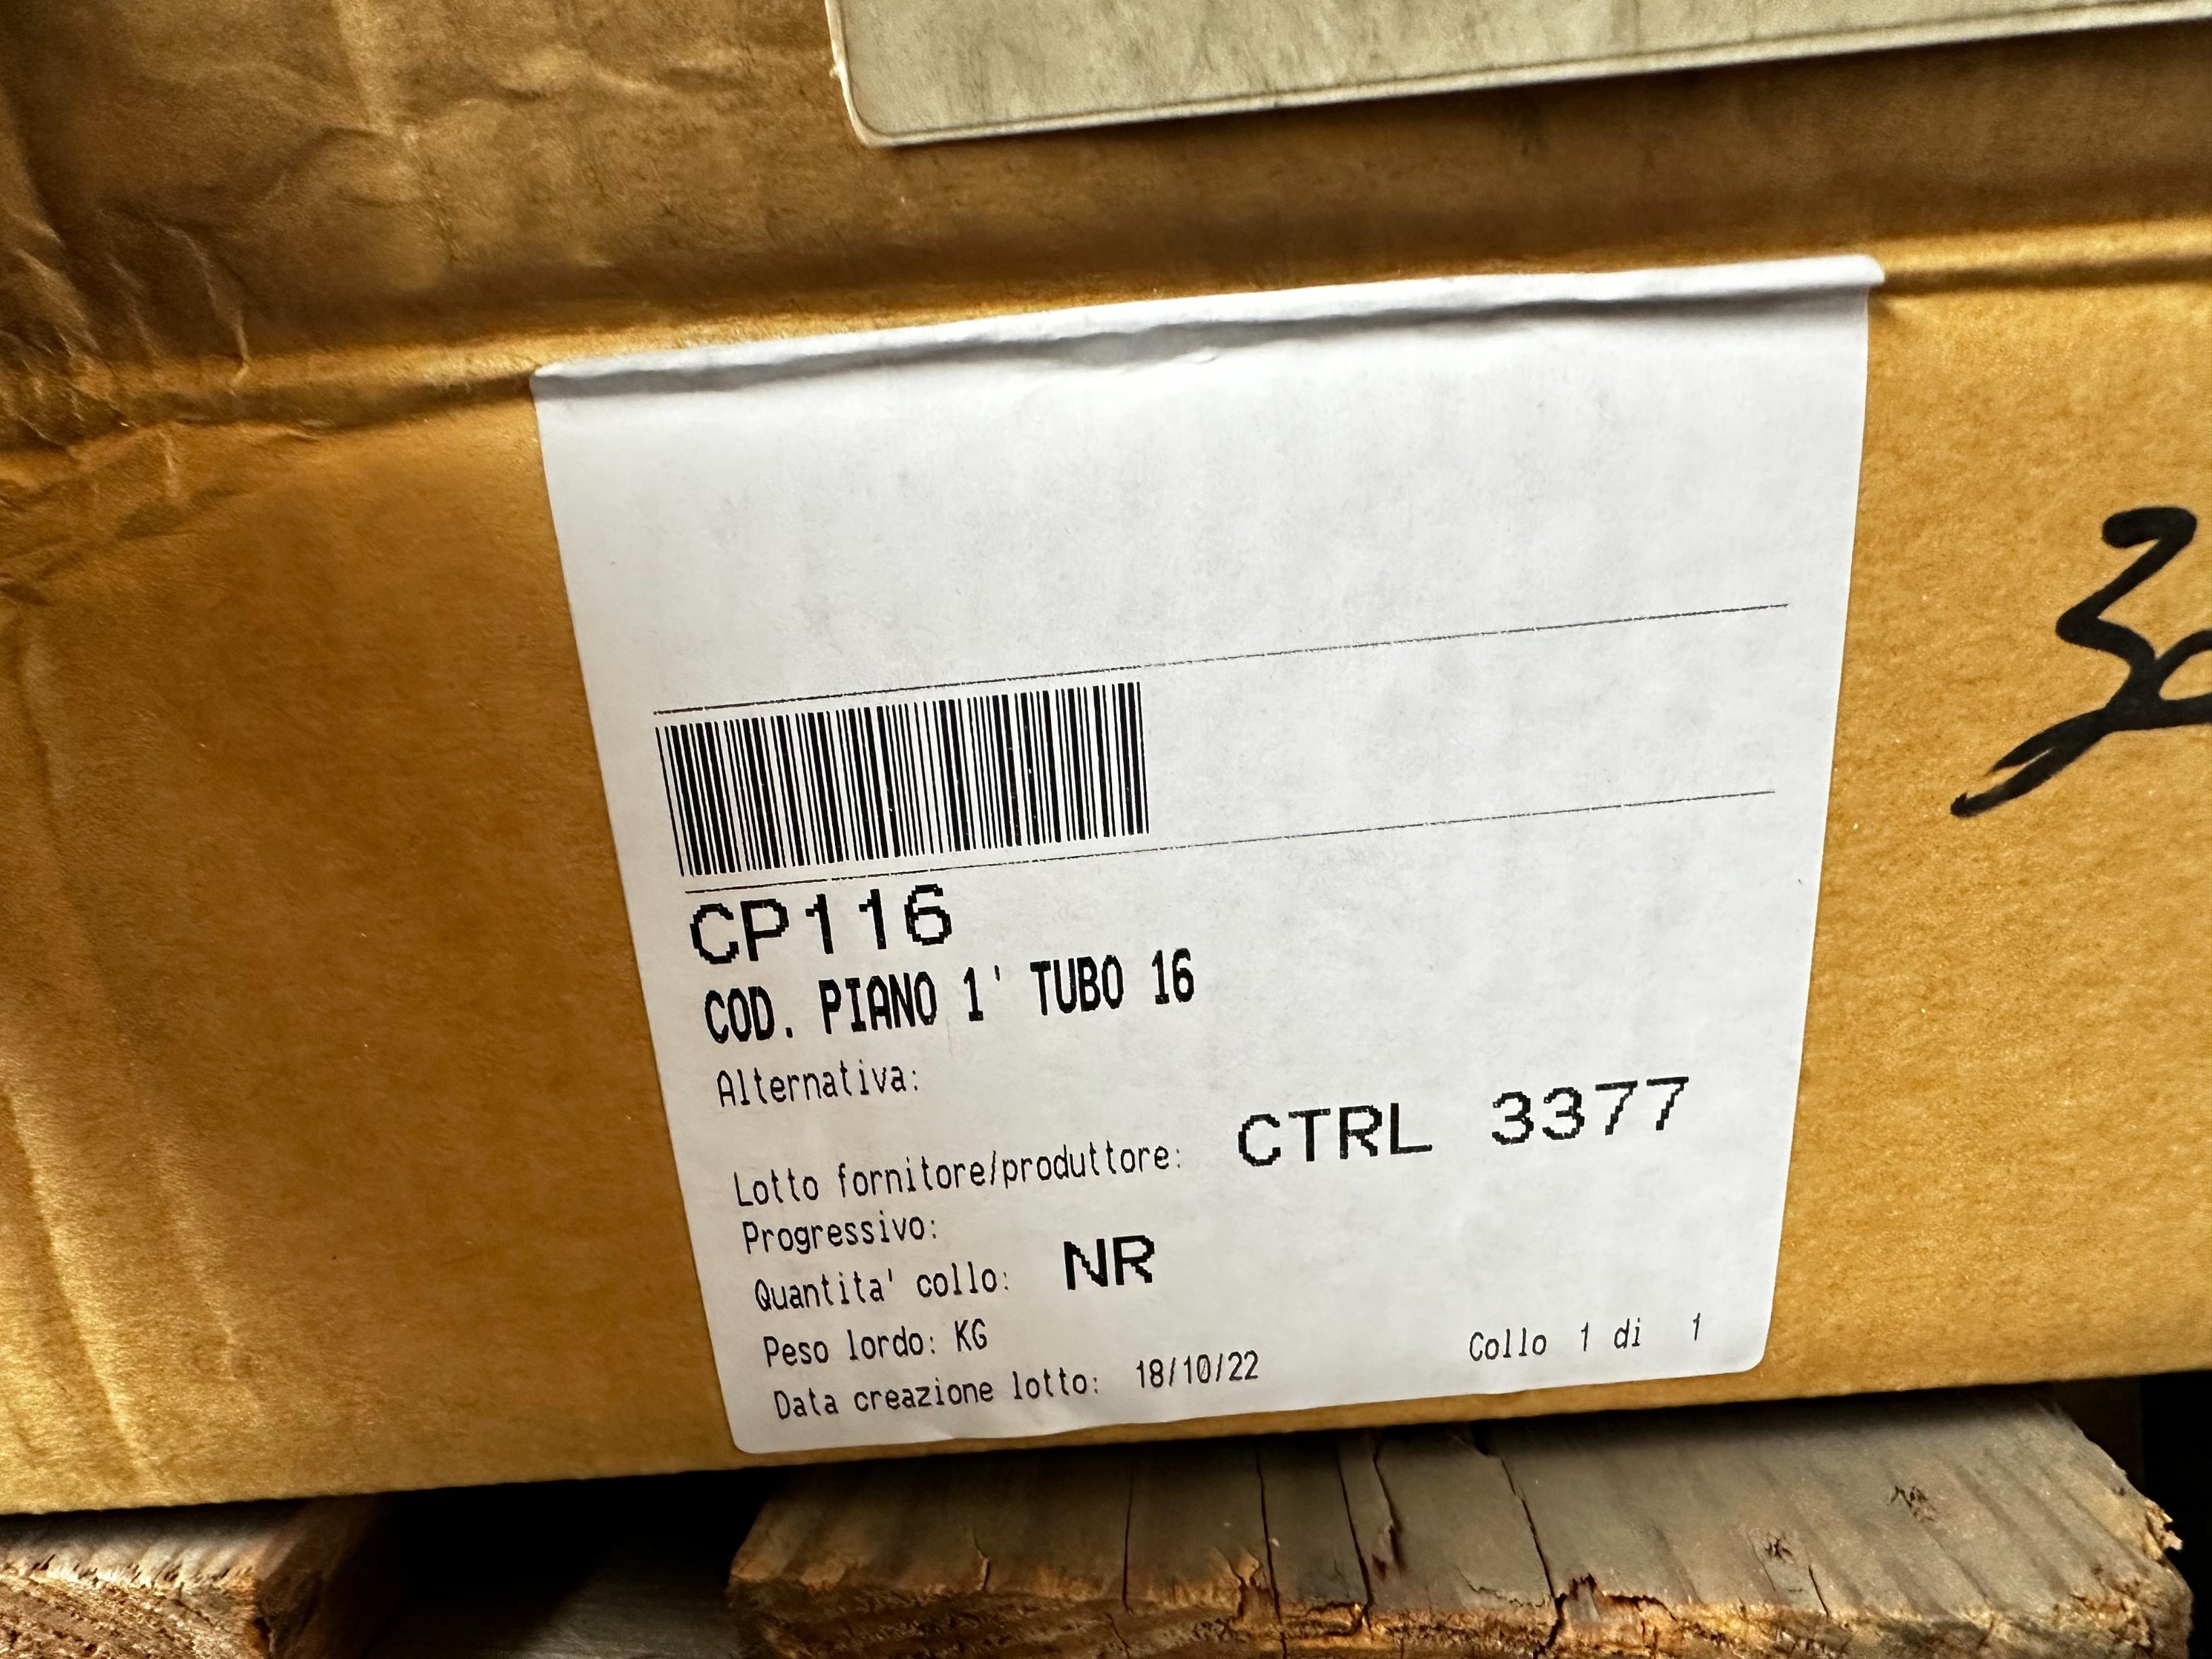 CP116
COD. PIANO 1' TUBO 16
Alternativa:
Lotto fornitore/produttore: CTRL 3377
Progressivo:
Quantita' collo: NR
Peso lordo: KG
Data creazione lotto: 18/10/22 Collo 1 di 1